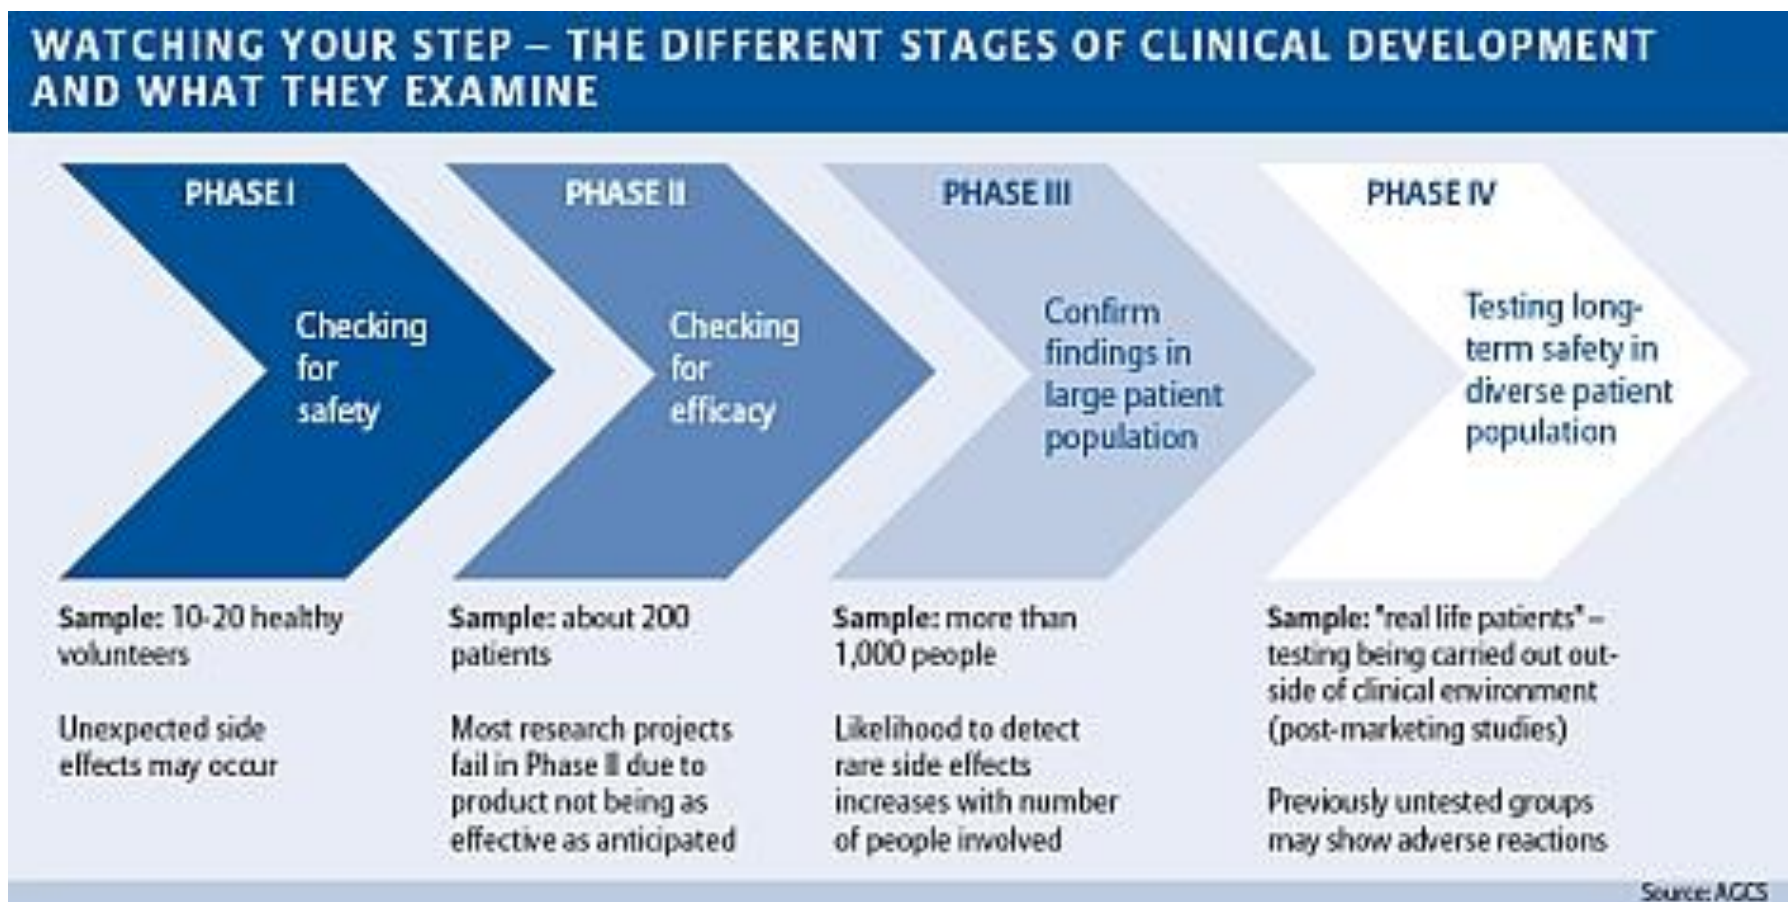 WATCHING YOUR STEP – THE DIFFERENT STAGES OF CLINICAL DEVELOPMENT
AND WHAT THEY EXAMINE
PHASE I
Checking
for
safety
Sample: 10-20 healthy
volunteers
Unexpected side
effects may occur
PHASE II
Checking
for
efficacy
Sample: about 200
patients
Most research projects
fail in Phase II due to
product not being as
effective as anticipated
PHASE III
Confirm
findings in
large patient
population
Sample: more than
1,000 people
Likelihood to detect
rare side effects
increases with number
of people involved
PHASE IV
Testing long-
term safety in
diverse patient
population
Sample: "real life patients" –
testing being carried out out-
side of clinical environment
(post-marketing studies)
Previously untested groups
may show adverse reactions
Source: AGCS